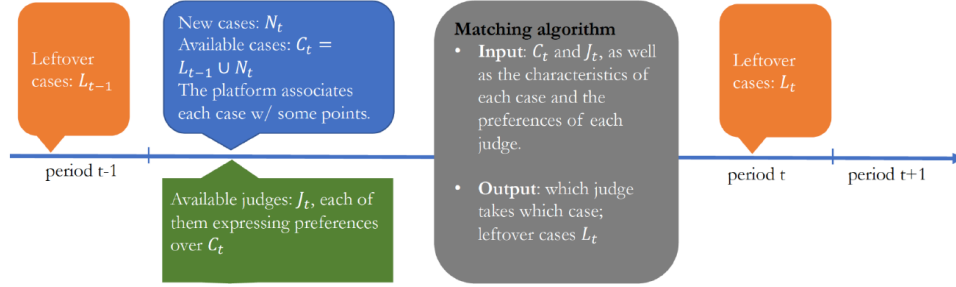 Leftover
cases: L_{t-1}
period t-1
New cases: N_t
Available cases: C_t =
L_{t-1} ∪ N_t
The platform associates
each case w/ some points.
Available judges: J_t, each of
them expressing preferences
over C_t
Matching algorithm
• Input: C_t and J_t, as well
as the characteristics of
each case and the
preferences of each
judge.
• Output: which judge
takes which case;
leftover cases L_t
Leftover
cases: L_t
period t
period t+1